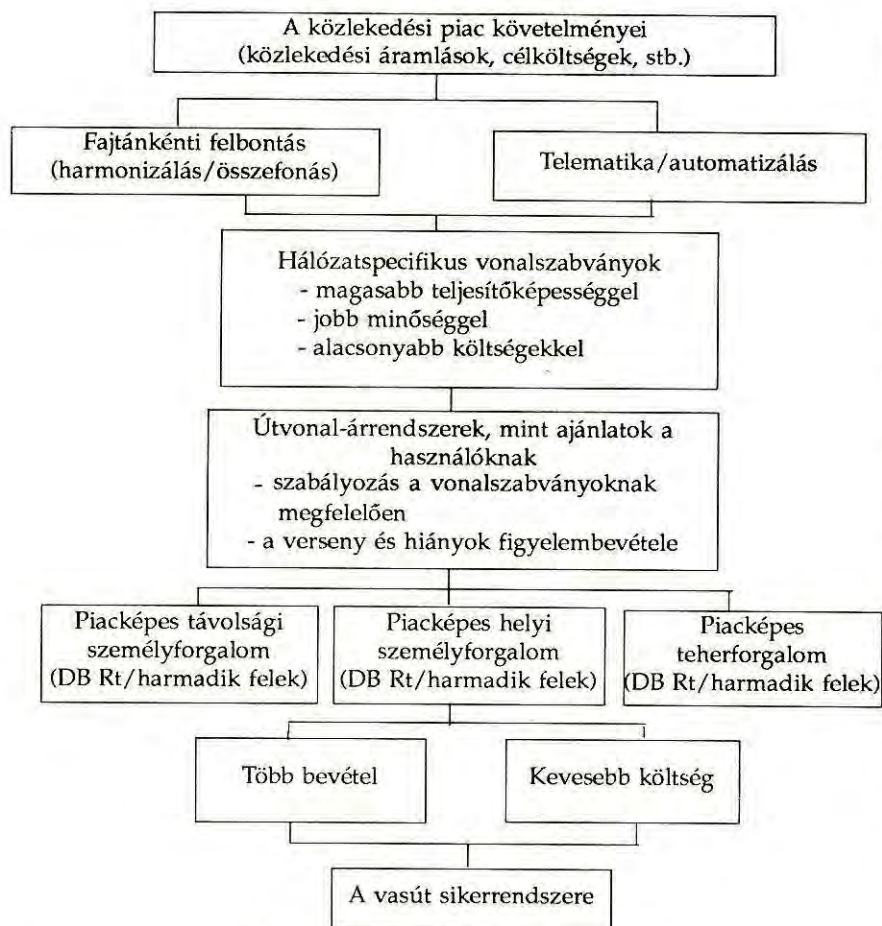 A közlekedési piac követelményei
(közlekedési áramlások, célköltségek, stb.)
Fajtánkénti felbontás
(harmonizálás/összefonás)
Telematika/automatizálás
Hálózatspecifikus vonalszabványok
- magasabb teljesítőképességgel
- jobb minőséggel
- alacsonyabb költségekkel
Útvonal-árrendszerek, mint ajánlatok a
használóknak
- szabályozás a vonalszabványoknak
megfelelően
- a verseny és hiányok figyelembevétele
Piacképes távolsági
személyforgalom
(DB Rt/harmadik felek)
Piacképes helyi
személyforgalom
(DB Rt/harmadik felek)
Piacképes
teherforgalom
(DB Rt/harmadik felek)
Több bevétel
Kevesebb költség
A vasút sikerrendszere